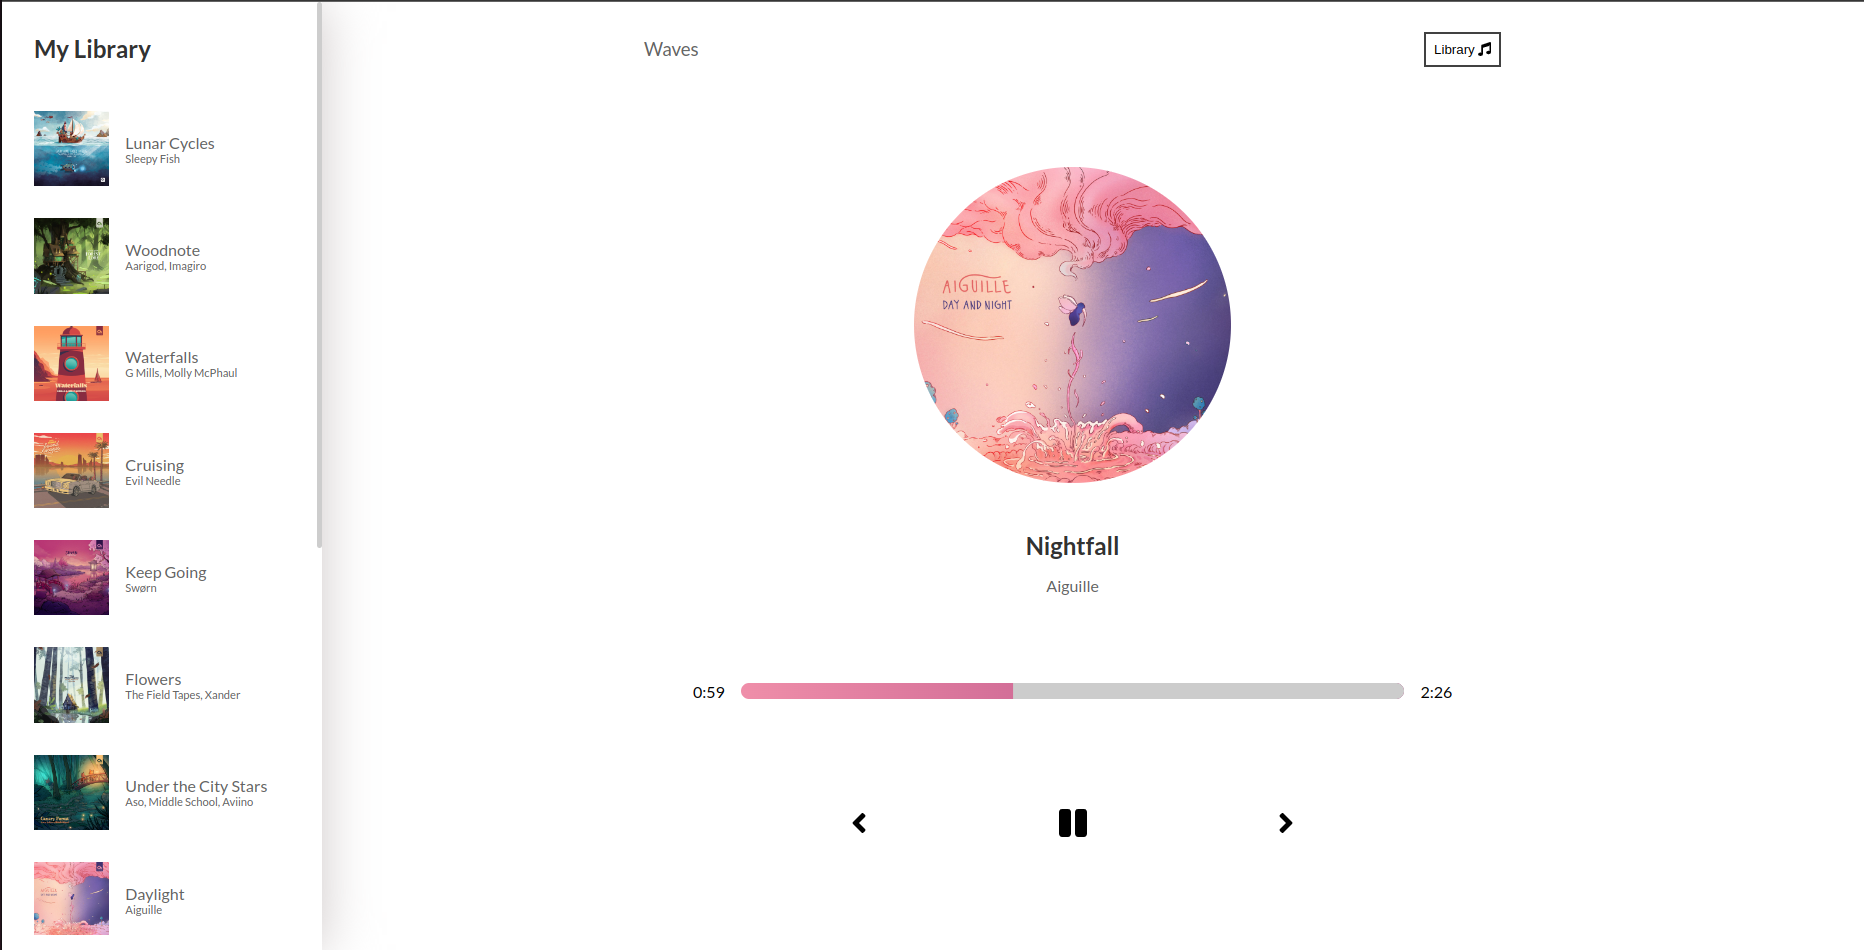 My Library
Lunar Cycles
Sleepy Fish
Woodnote
Aarigod, Imagiro
Waterfalls
Waterfalls
G Mills, Molly McPhaul
Cruising
Evil Needle
Keep Going
Swørn
Flowers
The Field Tapes, Xander
Under the City Stars
Aso, Middle School, Aviino
Daylight
Aiguille
Waves
Library
AIGUILLE
DAY AND NIGHT
Nightfall
Aiguille
0:59
2:26